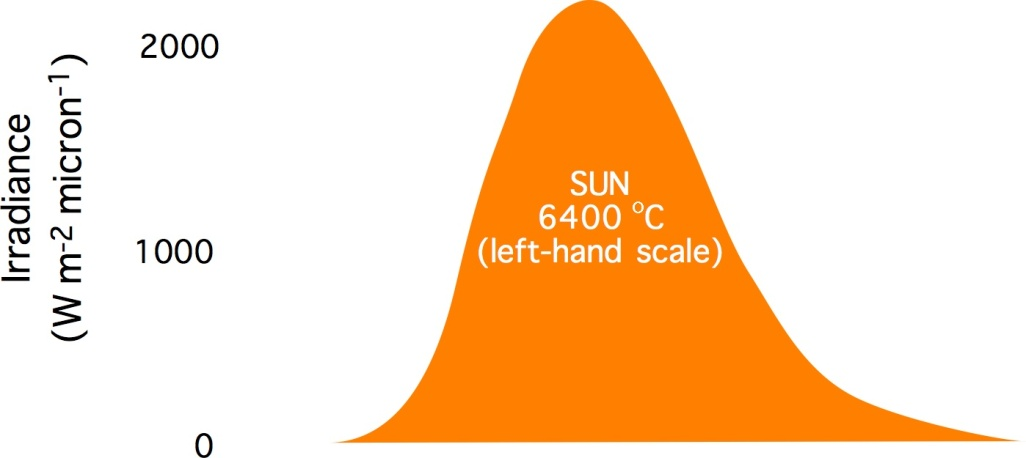 2000
Irradiance
(W m-2 micron-1)
SUN
6400 °C
(left-hand scale)
1000
0